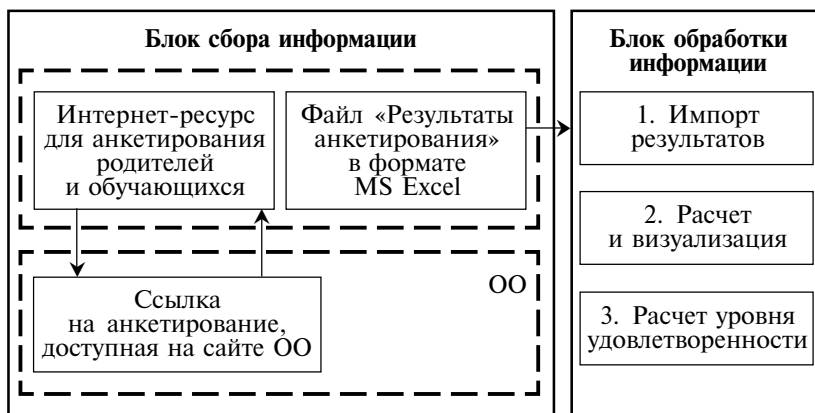 Блок сбора информации
Интернет-ресурс
для анкетирования
родителей
и обучающихся
Файл «Результаты
анкетирования»
в формате
MS Excel
ОО
Ссылка
на анкетирование,
доступная на сайте ОО
Блок обработки
информации
1. Импорт
результатов
2. Расчет
и визуализация
3. Расчет уровня
удовлетворенности